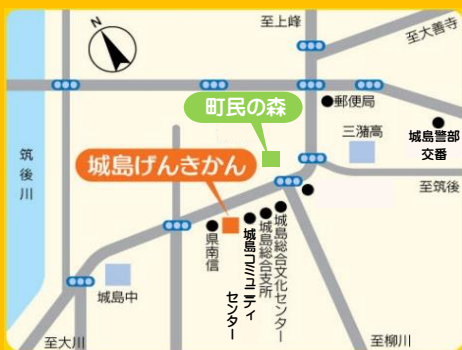 N
至上峰
至大善寺
郵便局
町民の森
三潴高
城島警部
交番
筑後川
城島げんきかん
至筑後
県南信
城島コミュニティ
センター
城島総合支所
城島総合文化センター
城島中
至大川
至柳川